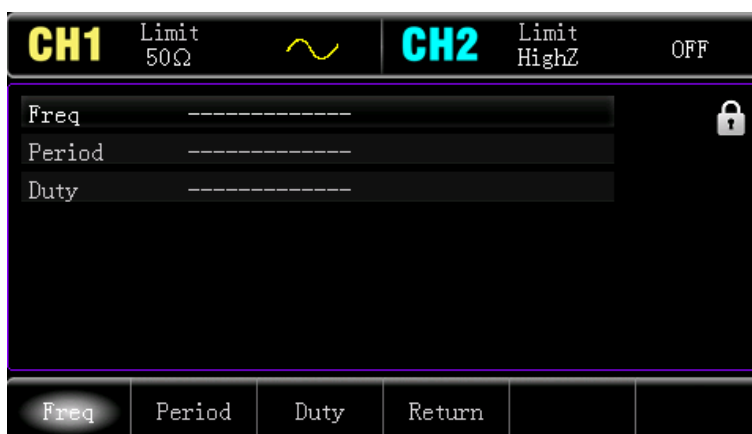 CH1 Limit 50Ω CH2 Limit HighZ OFF
Freq -------------
Period -------------
Duty -------------
Freq Period Duty Return